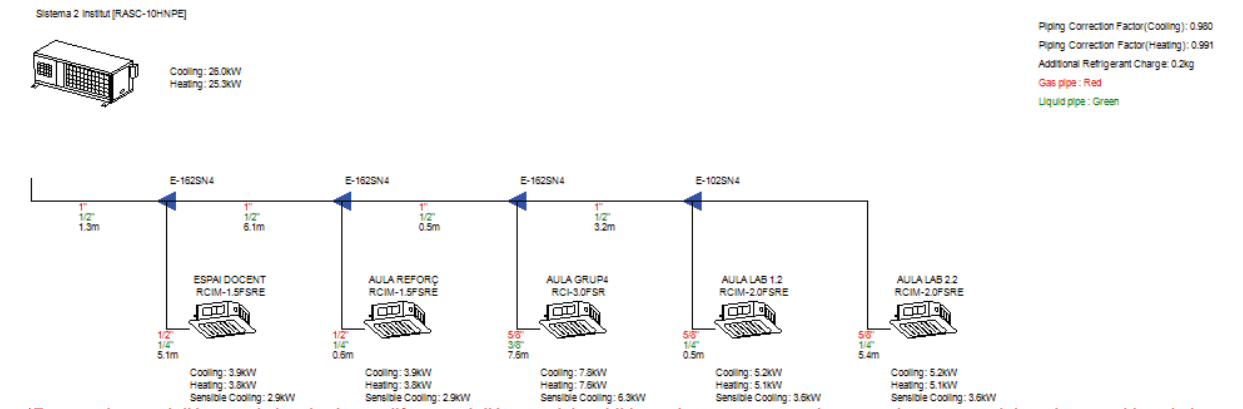 Sistema 2 Institut [RASC-10HNPE]
Cooling: 26.0kW
Heating: 25.3kW
Piping Correction Factor(Cooling): 0.980
Piping Correction Factor(Heating): 0.991
Additional Refrigerant Charge: 0.2kg
Gas pipe : Red
Liquid pipe : Green
E-162SN4
E-162SN4
E-162SN4
E-102SN4
1"
1/2"
1.3m
1"
1/2"
6.1m
1"
1/2"
0.5m
1"
1/2"
3.2m
ESPAI DOCENT
RCIM-1.5FSRE
1/2"
1/4"
5.1m
Cooling: 3.9kW
Heating: 3.8kW
Sensible Cooling: 2.9kW
AULA REFORÇ
RCIM-1.5FSRE
1/2"
1/4"
0.6m
Cooling: 3.9kW
Heating: 3.8kW
Sensible Cooling: 2.9kW
AULA GRUP4
RCI-3.0FSR
5/8"
3/8"
7.6m
Cooling: 7.8kW
Heating: 7.6kW
Sensible Cooling: 6.3kW
AULA LAB 1.2
RCIM-2.0FSRE
5/8"
1/4"
0.5m
Cooling: 5.2kW
Heating: 5.1kW
Sensible Cooling: 3.6kW
AULA LAB 2.2
RCIM-2.0FSRE
5/8"
1/4"
5.4m
Cooling: 5.2kW
Heating: 5.1kW
Sensible Cooling: 3.6kW